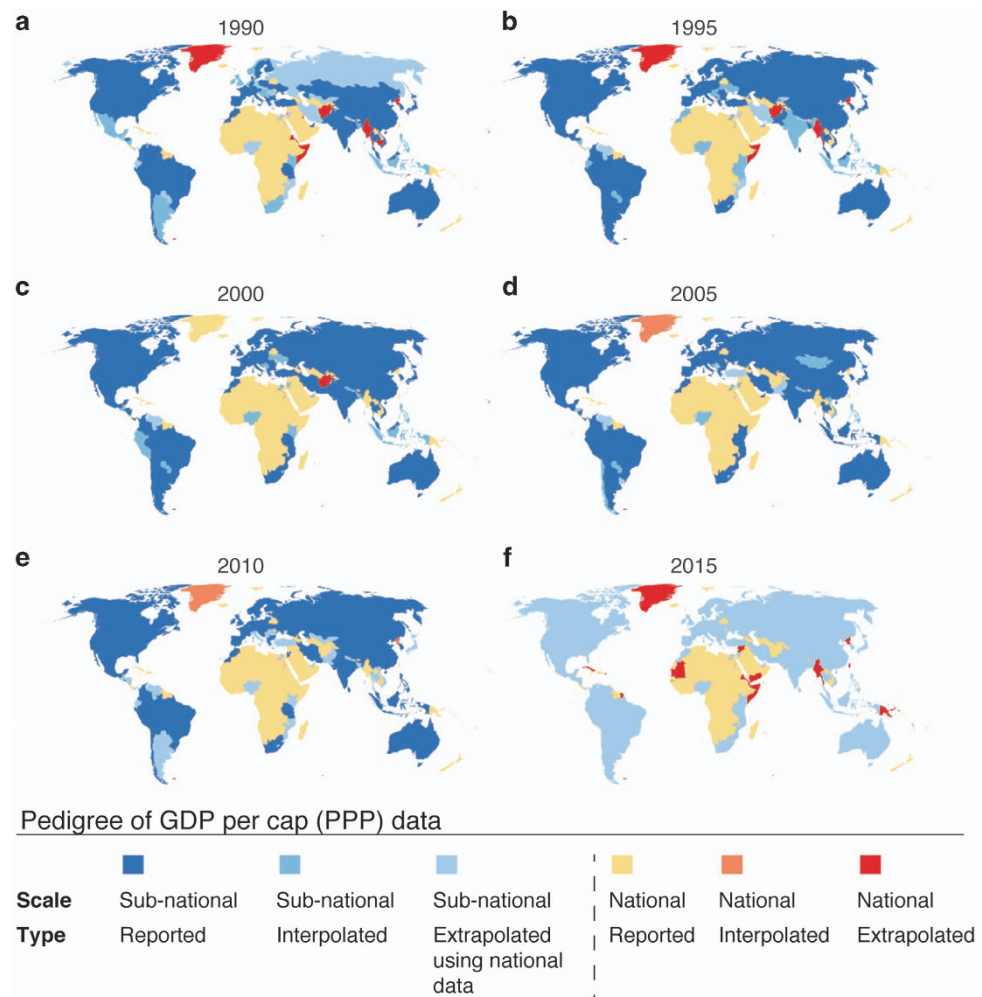 a
1990
b
1995
c
2000
d
2005
e
2010
f
2015
Pedigree of GDP per cap (PPP) data
Scale Sub-national Sub-national Sub-national National National National
Type Reported Interpolated Extrapolated Reported Interpolated Extrapolated
using national
data